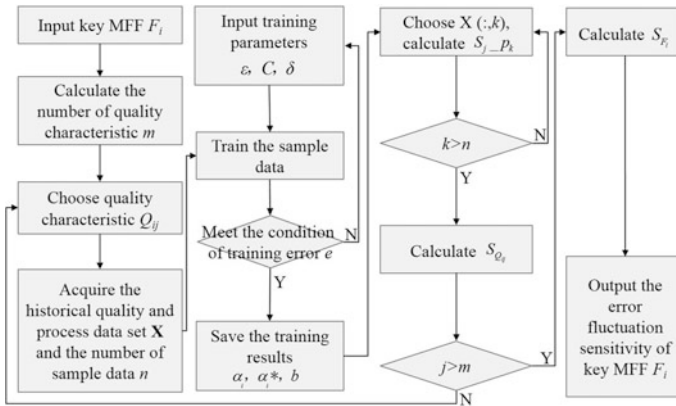 Input key MFF Fᵢ
Calculate the
number of quality
characteristic m
Choose quality
characteristic Qᵢⱼ
Acquire the
historical quality and
process data set X
and the number of
sample data n
Input training
parameters
ε, C, δ
Train the sample
data
Meet the condition
of training error e
N
Y
Save the training
results
αᵢ, αᵢ*, b
Choose X (:,k),
calculate Sⱼ_pₖ
k>n
N
Y
Calculate S_Qᵢⱼ
j>m
Y
N
Calculate S_Fᵢ
Output the
error
fluctuation
sensitivity of
key MFF Fᵢ